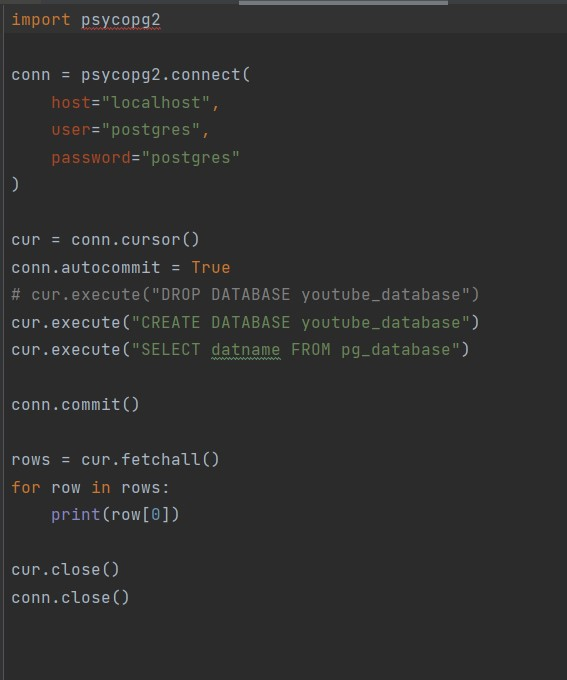 import psycopg2
conn = psycopg2.connect(
    host="localhost",
    user="postgres",
    password="postgres"
)
cur = conn.cursor()
conn.autocommit = True
# cur.execute("DROP DATABASE youtube_database")
cur.execute("CREATE DATABASE youtube_database")
cur.execute("SELECT datname FROM pg_database")
conn.commit()
rows = cur.fetchall()
for row in rows:
    print(row[0])
cur.close()
conn.close()